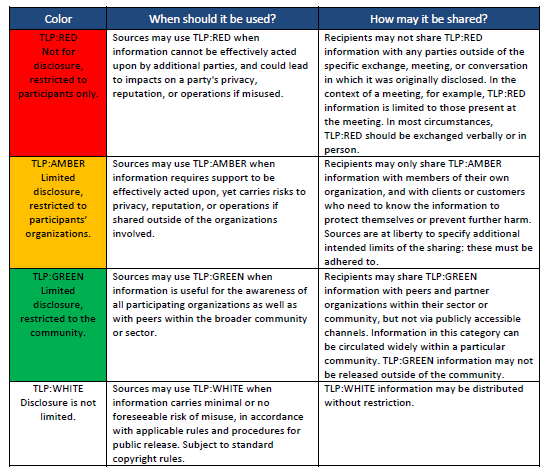 Color
When should it be used?
How may it be shared?
TLP:RED
Not for
disclosure,
restricted to
participants only.
Sources may use TLP:RED when
information cannot be effectively acted
upon by additional parties, and could lead
to impacts on a party's privacy,
reputation, or operations if misused.
Recipients may not share TLP:RED
information with any parties outside of the
specific exchange, meeting, or conversation
in which it was originally disclosed. In the
context of a meeting, for example, TLP:RED
information is limited to those present at
the meeting. In most circumstances,
TLP:RED should be exchanged verbally or in
person.
TLP:AMBER
Limited
disclosure,
restricted to
participants’
organizations.
Sources may use TLP:AMBER when
information requires support to be
effectively acted upon, yet carries risks to
privacy, reputation, or operations if
shared outside of the organizations
involved.
Recipients may only share TLP:AMBER
information with members of their own
organization, and with clients or customers
who need to know the information to
protect themselves or prevent further harm.
Sources are at liberty to specify additional
intended limits of the sharing: these must be
adhered to.
TLP:GREEN
Limited
disclosure,
restricted to the
community.
Sources may use TLP:GREEN when
information is useful for the awareness of
all participating organizations as well as
with peers within the broader community
or sector.
Recipients may share TLP:GREEN
information with peers and partner
organizations within their sector or
community, but not via publicly accessible
channels. Information in this category can
be circulated widely within a particular
community. TLP:GREEN information may not
be released outside of the community.
TLP:WHITE
Disclosure is not
limited.
Sources may use TLP:WHITE when
information carries minimal or no
foreseeable risk of misuse, in accordance
with applicable rules and procedures for
public release. Subject to standard
copyright rules.
TLP:WHITE information may be distributed
without restriction.